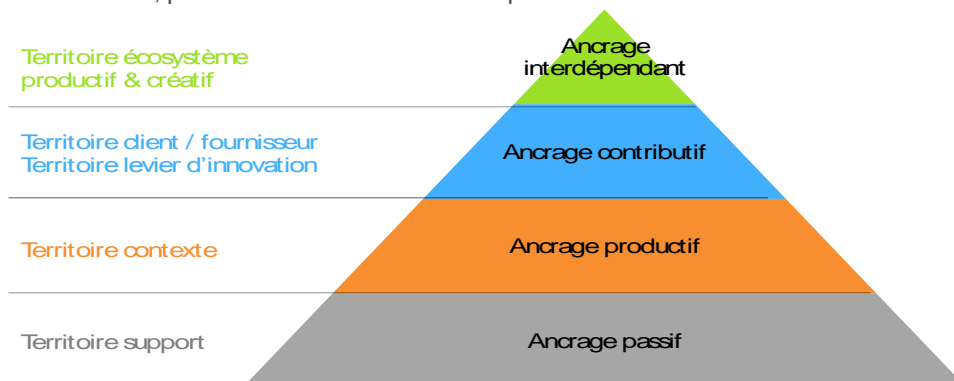 Territoire écosystème
productif & créatif
Ancrage
interdépendant
Territoire client / fournisseur
Territoire levier d'innovation
Ancrage contributif
Territoire contexte
Ancrage productif
Territoire support
Ancrage passif